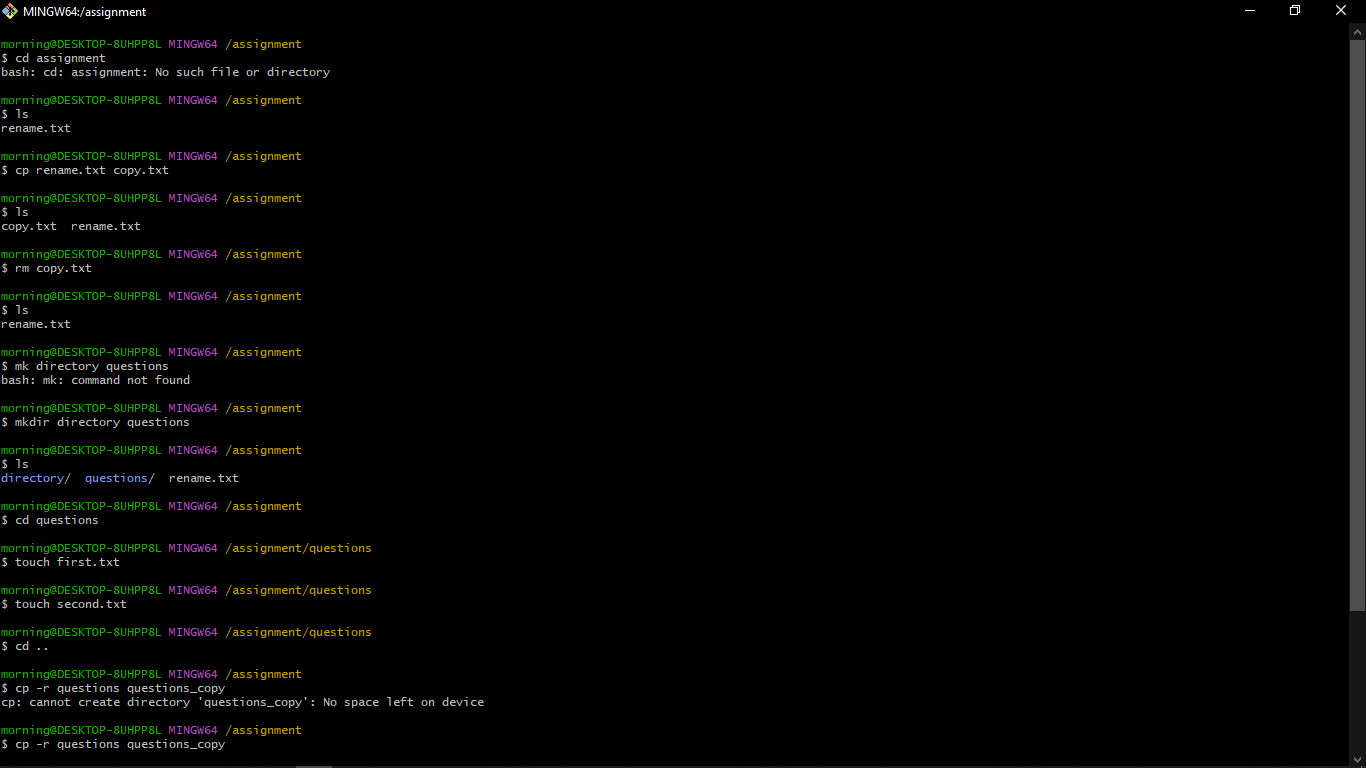 MINGW64:/assignment
morning@DESKTOP-8UHPP8L MINGW64 /assignment
$ cd assignment
bash: cd: assignment: No such file or directory
morning@DESKTOP-8UHPP8L MINGW64 /assignment
$ ls
rename.txt
morning@DESKTOP-8UHPP8L MINGW64 /assignment
$ cp rename.txt copy.txt
morning@DESKTOP-8UHPP8L MINGW64 /assignment
$ ls
copy.txt  rename.txt
morning@DESKTOP-8UHPP8L MINGW64 /assignment
$ rm copy.txt
morning@DESKTOP-8UHPP8L MINGW64 /assignment
$ ls
rename.txt
morning@DESKTOP-8UHPP8L MINGW64 /assignment
$ mk directory questions
bash: mk: command not found
morning@DESKTOP-8UHPP8L MINGW64 /assignment
$ mkdir directory questions
morning@DESKTOP-8UHPP8L MINGW64 /assignment
$ ls
directory/  questions/  rename.txt
morning@DESKTOP-8UHPP8L MINGW64 /assignment
$ cd questions
morning@DESKTOP-8UHPP8L MINGW64 /assignment/questions
$ touch first.txt
morning@DESKTOP-8UHPP8L MINGW64 /assignment/questions
$ touch second.txt
morning@DESKTOP-8UHPP8L MINGW64 /assignment/questions
$ cd ..
morning@DESKTOP-8UHPP8L MINGW64 /assignment
$ cp -r questions questions_copy
cp: cannot create directory 'questions_copy': No space left on device
morning@DESKTOP-8UHPP8L MINGW64 /assignment
$ cp -r questions questions_copy